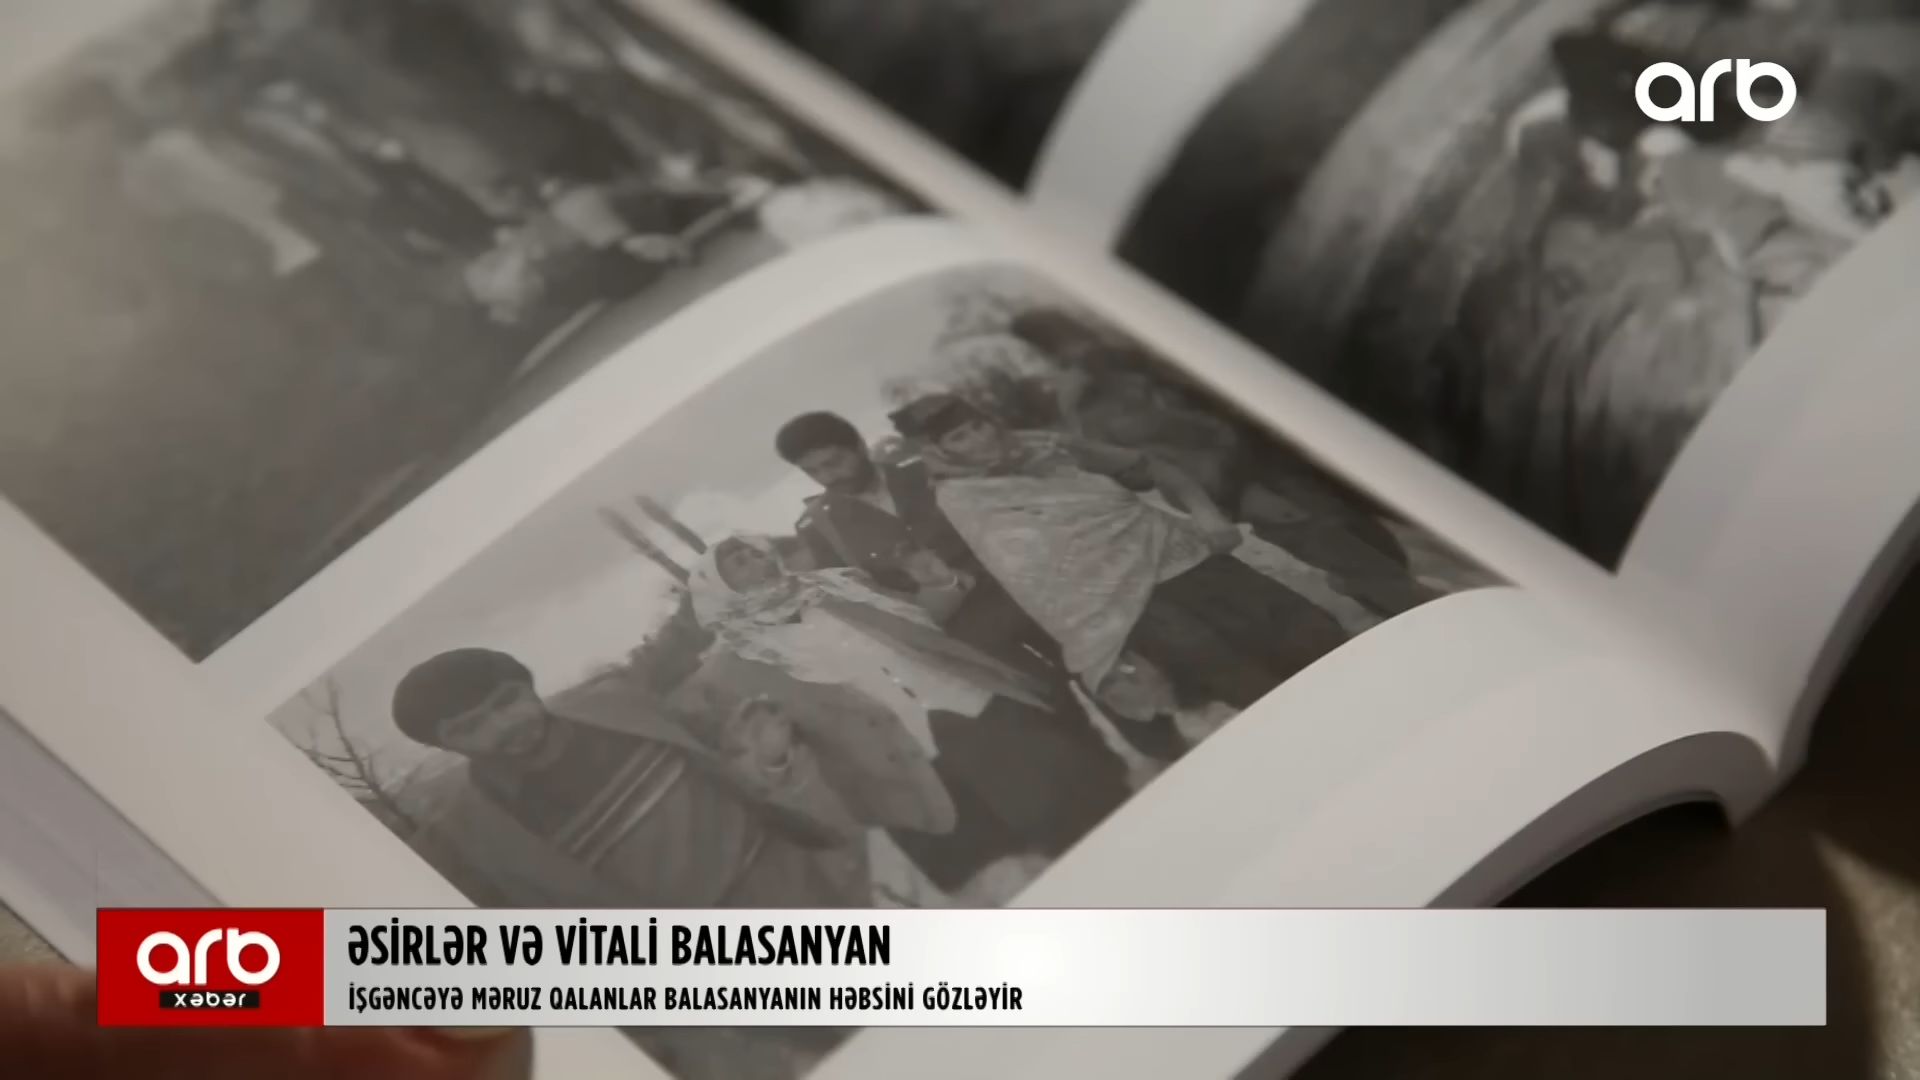 arb
arb
xəbər
ƏSİRLƏR VƏ VİTALİ BALASANYAN
İŞGƏNCƏYƏ MƏRUZ QALANLAR BALASANYANIN HƏBSİNİ GÖZLƏYİR